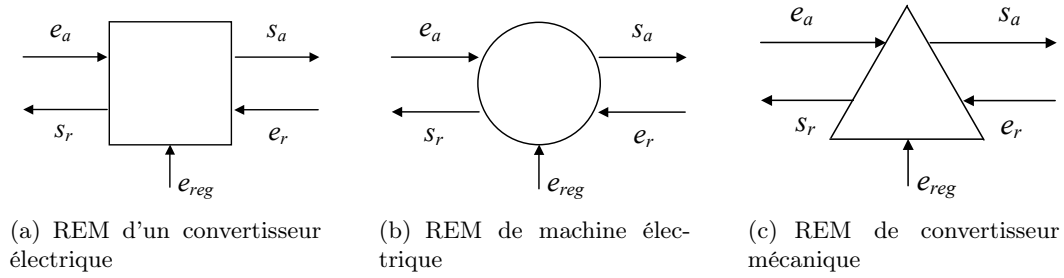 e_a
s_a
s_r
e_r
e_reg
e_a
s_a
s_r
e_r
e_reg
e_a
s_a
s_r
e_r
e_reg
(a) REM d'un convertisseur
électrique
(b) REM de machine élec-
trique
(c) REM de convertisseur
mécanique